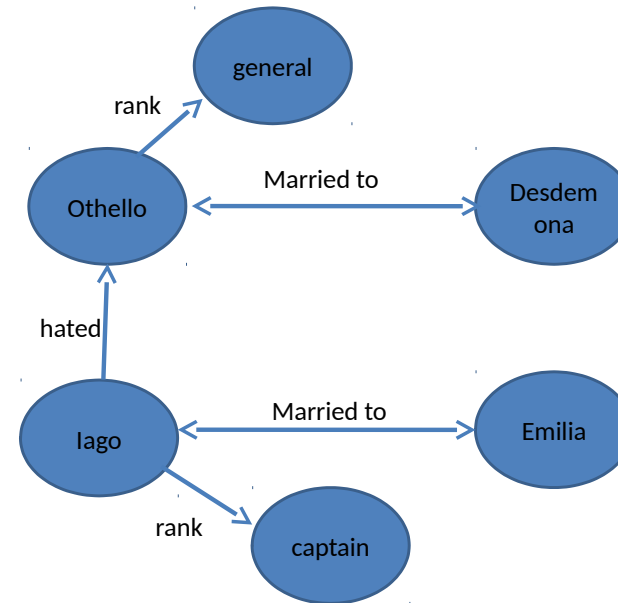 general
rank
Married to
Othello
Desdem
ona
hated
Married to
Iago
Emilia
rank
captain